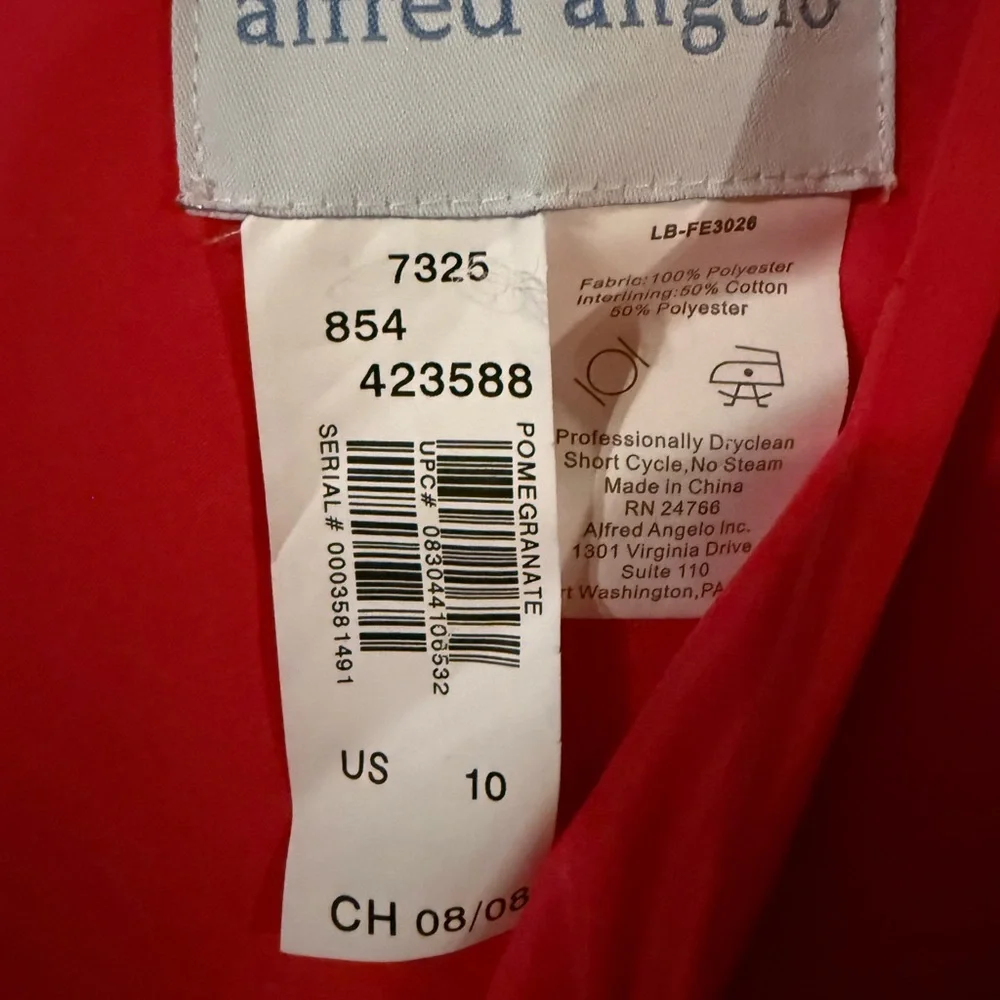 alfred angelo
7325
854
423588
POMEGRANATE
UPC# 083044106532
SERIAL# 0003581491
US 10
CH 08/08
LB-FE3026
Fabric:100% Polyester
Interlining:50% Cotton
50% Polyester
Professionally Dryclean
Short Cycle,No Steam
Made in China
RN 24766
Alfred Angelo Inc.
1301 Virginia Drive
Suite 110
rt Washington,PA